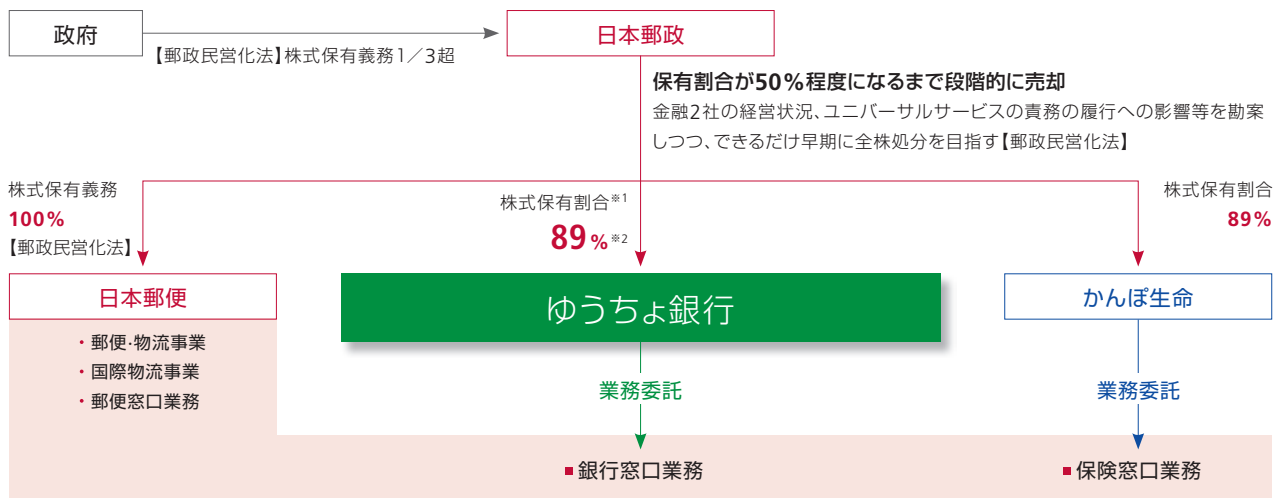 政府
日本郵政
【郵政民営化法】株式保有義務1／3超
保有割合が50％程度になるまで段階的に売却
金融2社の経営状況、ユニバーサルサービスの責務の履行への影響等を勘案
しつつ、できるだけ早期に全株処分を目指す【郵政民営化法】
株式保有義務
100%
【郵政民営化法】
株式保有割合※1
89%※2
株式保有割合
89%
日本郵便
ゆうちょ銀行
かんぽ生命
・郵便・物流事業
・国際物流事業
・郵便窓口業務
業務委託
業務委託
■銀行窓口業務
■保険窓口業務